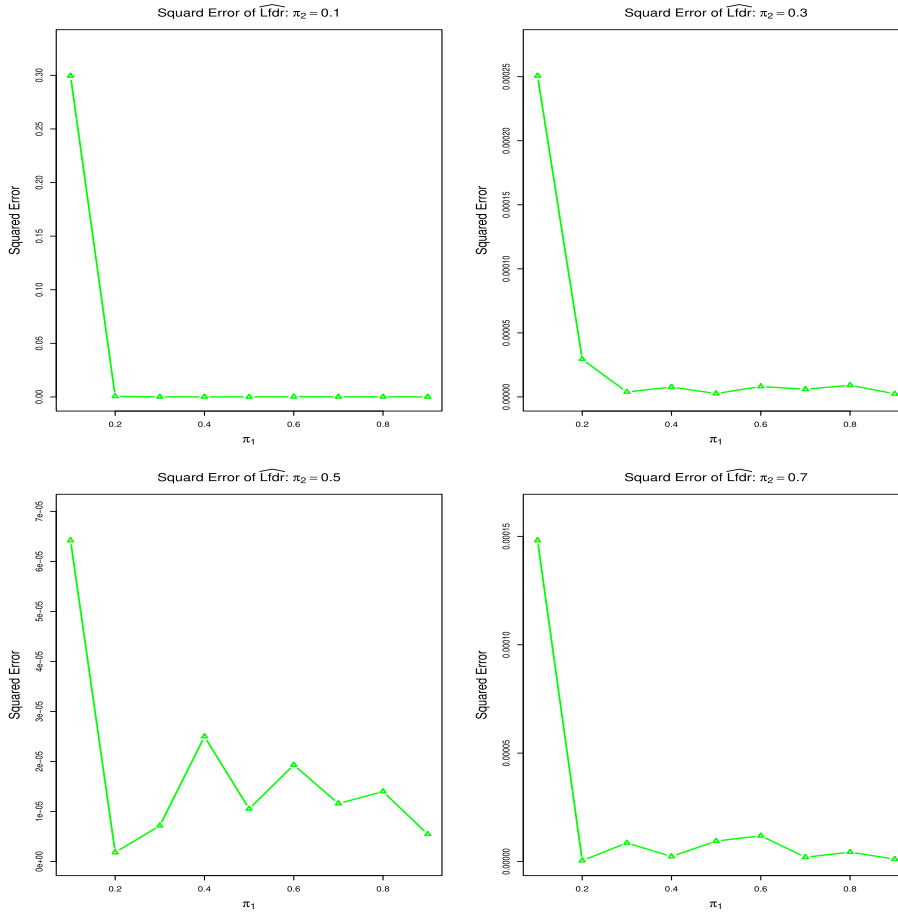 Squard Error of Lfdr: π₂ = 0.1
Squared Error
0.30
0.25
0.20
0.15
0.10
0.05
0.00
0.2 0.4 0.6 0.8
π₁
Squard Error of Lfdr: π₂ = 0.3
Squared Error
0.00025
0.00020
0.00015
0.00010
0.00005
0.00000
0.2 0.4 0.6 0.8
π₁
Squard Error of Lfdr: π₂ = 0.5
Squared Error
7e-05
6e-05
5e-05
4e-05
3e-05
2e-05
1e-05
0e+00
0.2 0.4 0.6 0.8
π₁
Squard Error of Lfdr: π₂ = 0.7
Squared Error
0.00015
0.00010
0.00005
0.00000
0.2 0.4 0.6 0.8
π₁